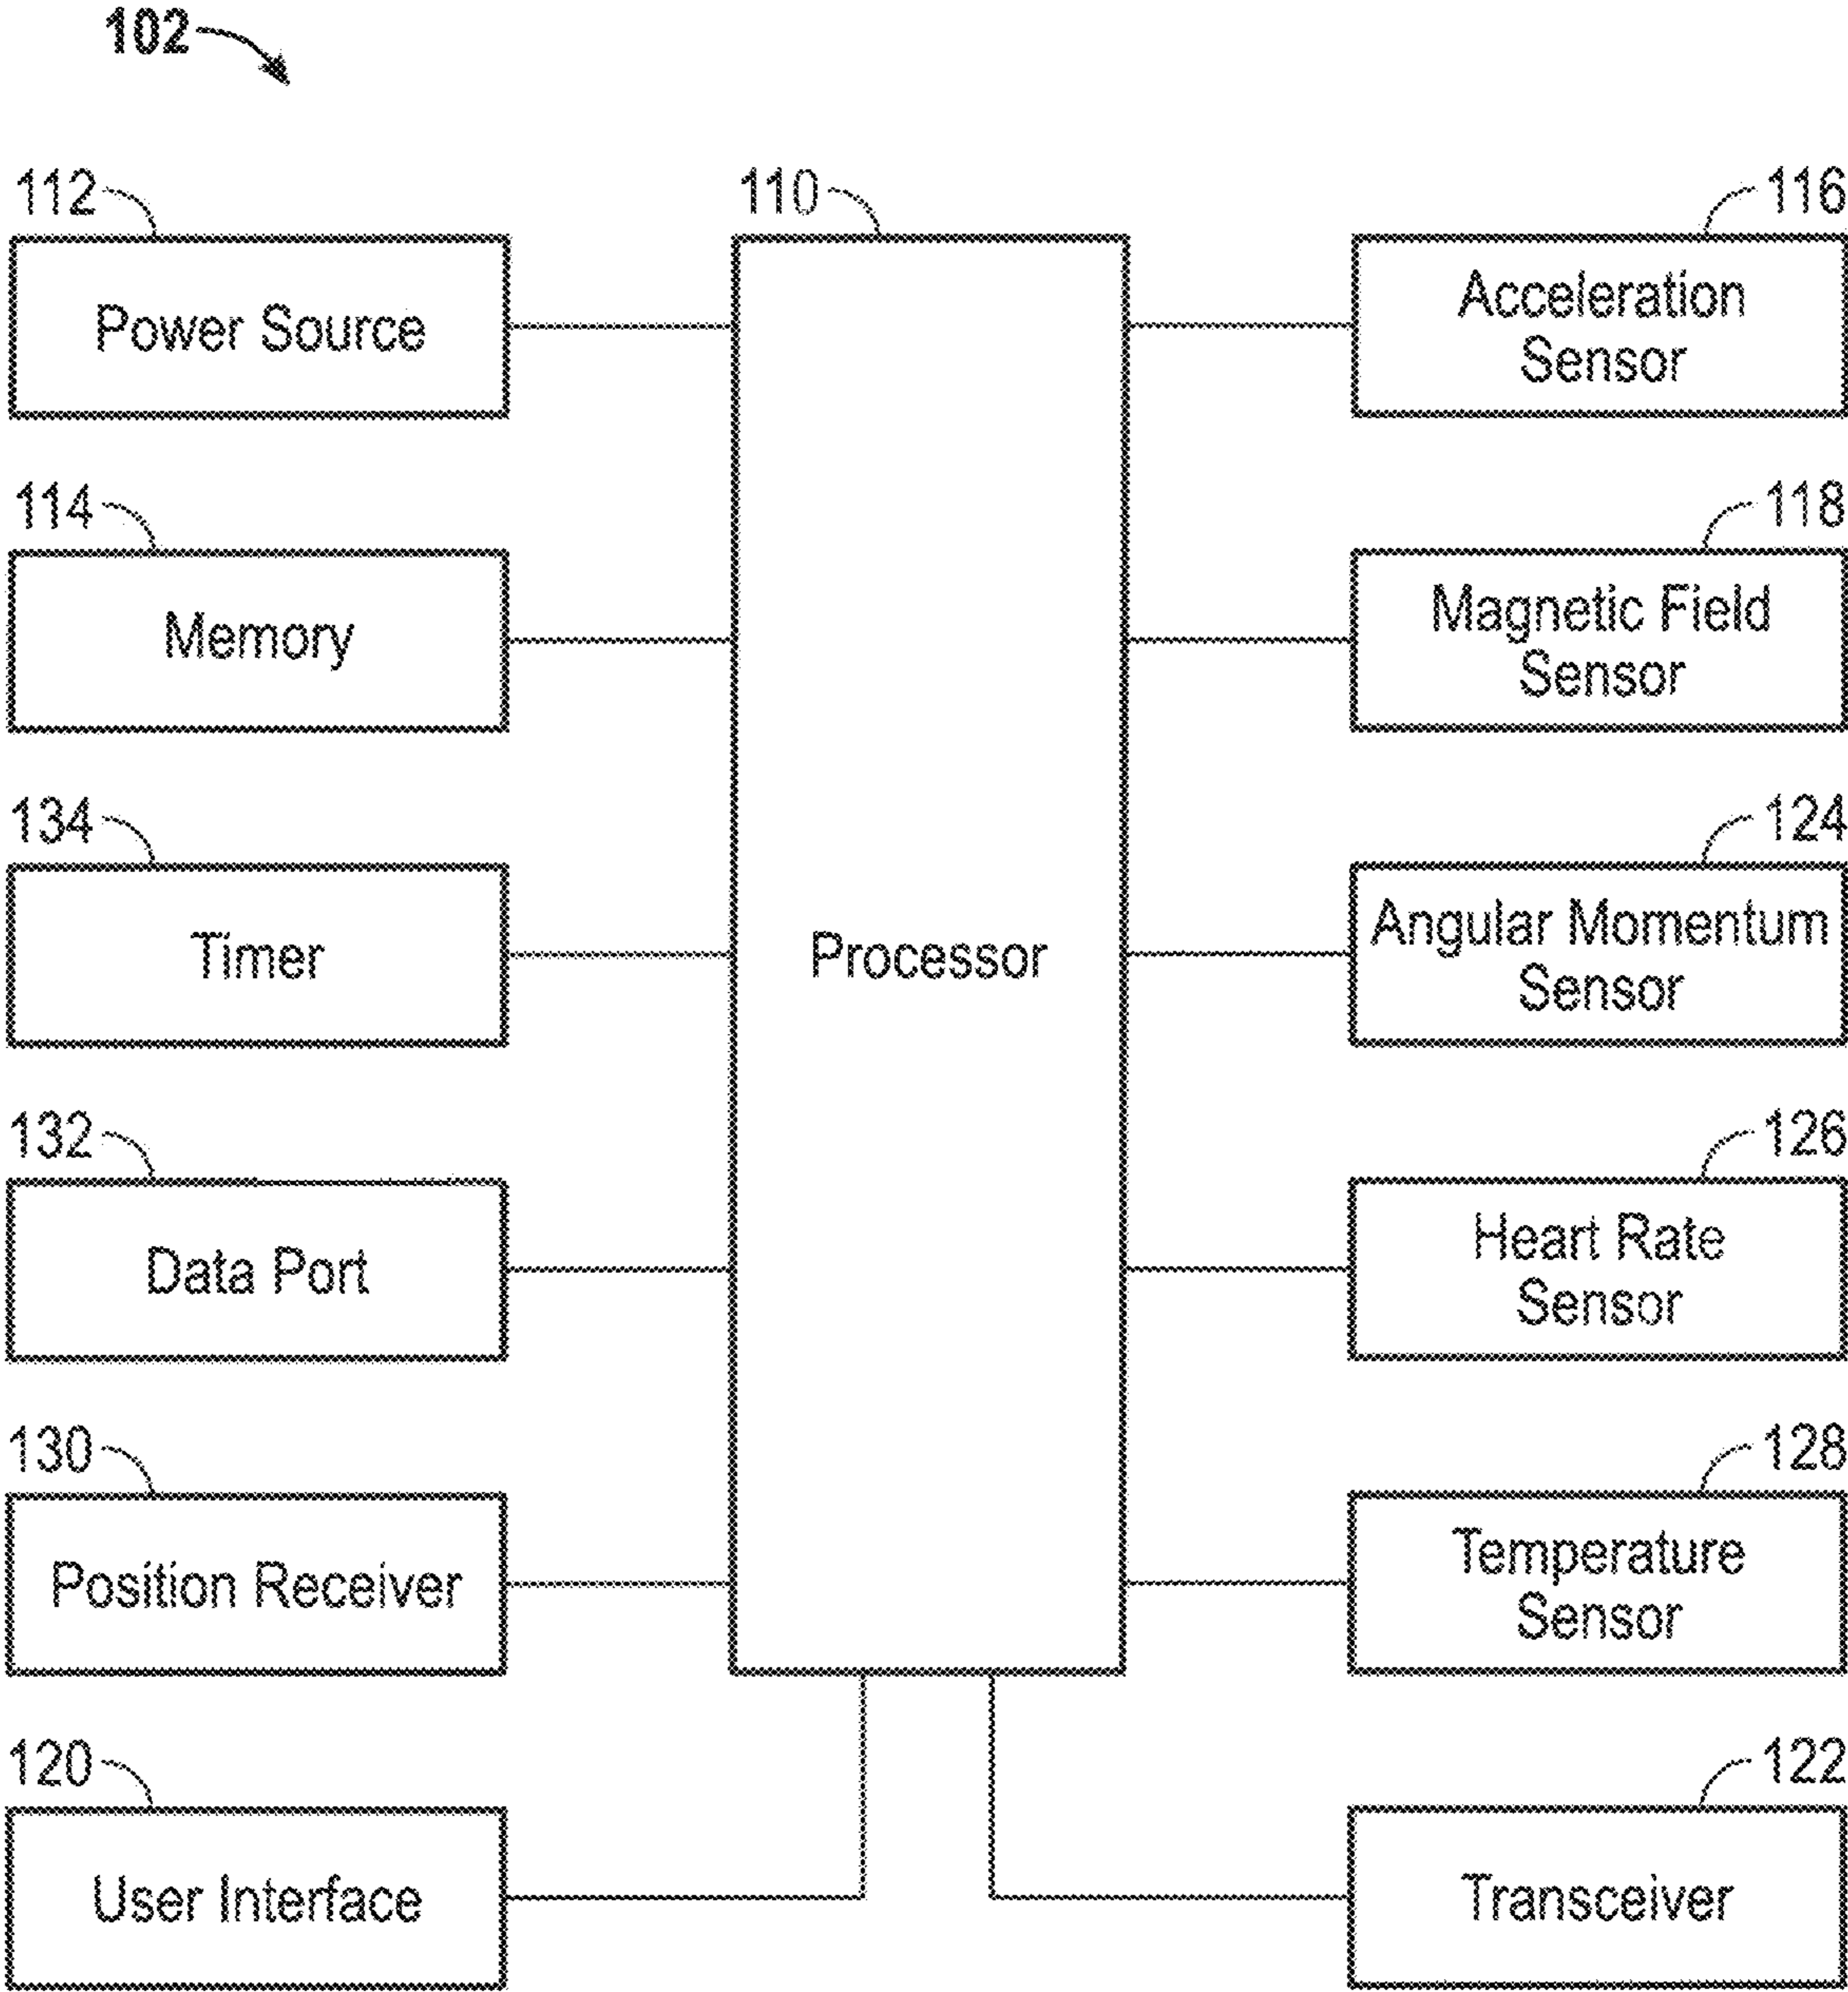 102
112
110
116
Power Source
Acceleration
Sensor
114
118
Memory
Magnetic Field
Sensor
134
124
Timer
Processor
Angular Momentum
Sensor
132
126
Data Port
Heart Rate
Sensor
130
128
Position Receiver
Temperature
Sensor
120
122
User Interface
Transceiver